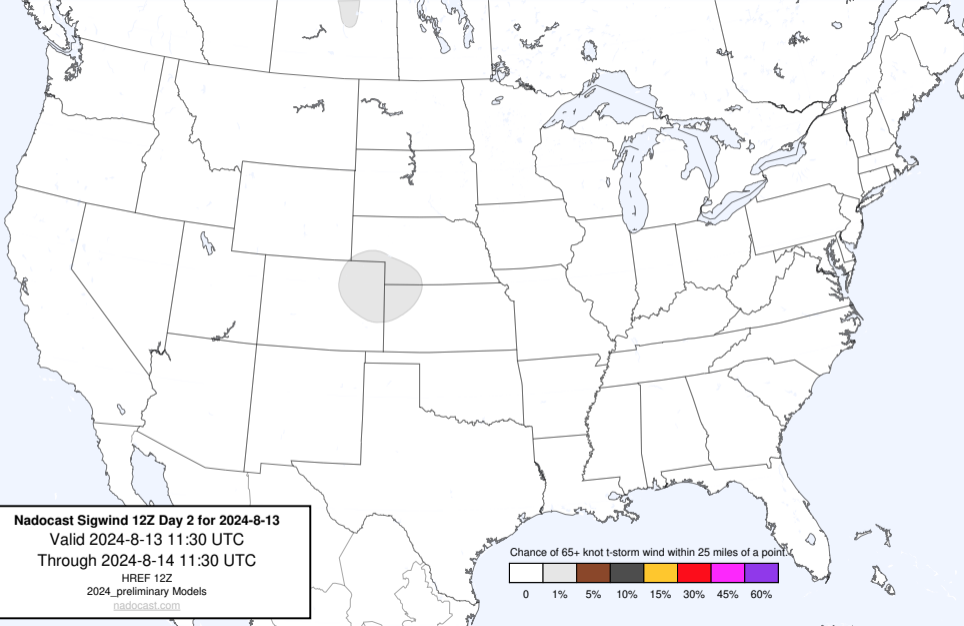 Nadocast Sigwind 12Z Day 2 for 2024-8-13
Valid 2024-8-13 11:30 UTC
Through 2024-8-14 11:30 UTC
HREF 12Z
2024_preliminary Models
nadocast.com
Chance of 65+ knot t-storm wind within 25 miles of a point.
0 1% 5% 10% 15% 30% 45% 60%